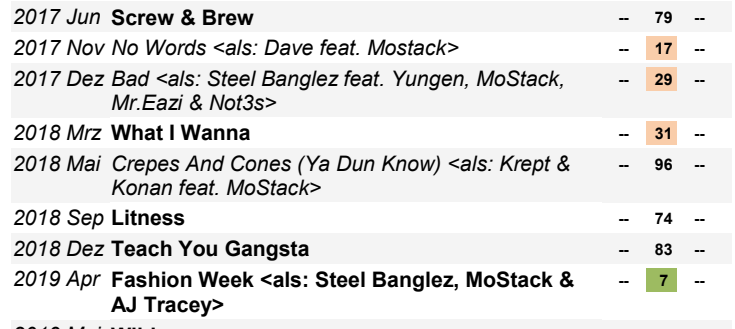 2017 Jun Screw & Brew -- 79 --
2017 Nov No Words <als: Dave feat. Mostack> -- 17 --
2017 Dez Bad <als: Steel Banglez feat. Yungen, MoStack, -- 29 --
Mr.Eazi & Not3s>
2018 Mrz What I Wanna -- 31 --
2018 Mai Crepes And Cones (Ya Dun Know) <als: Krept & -- 96 --
Konan feat. MoStack>
2018 Sep Litness -- 74 --
2018 Dez Teach You Gangsta -- 83 --
2019 Apr Fashion Week <als: Steel Banglez, MoStack & -- 7 --
AJ Tracey>